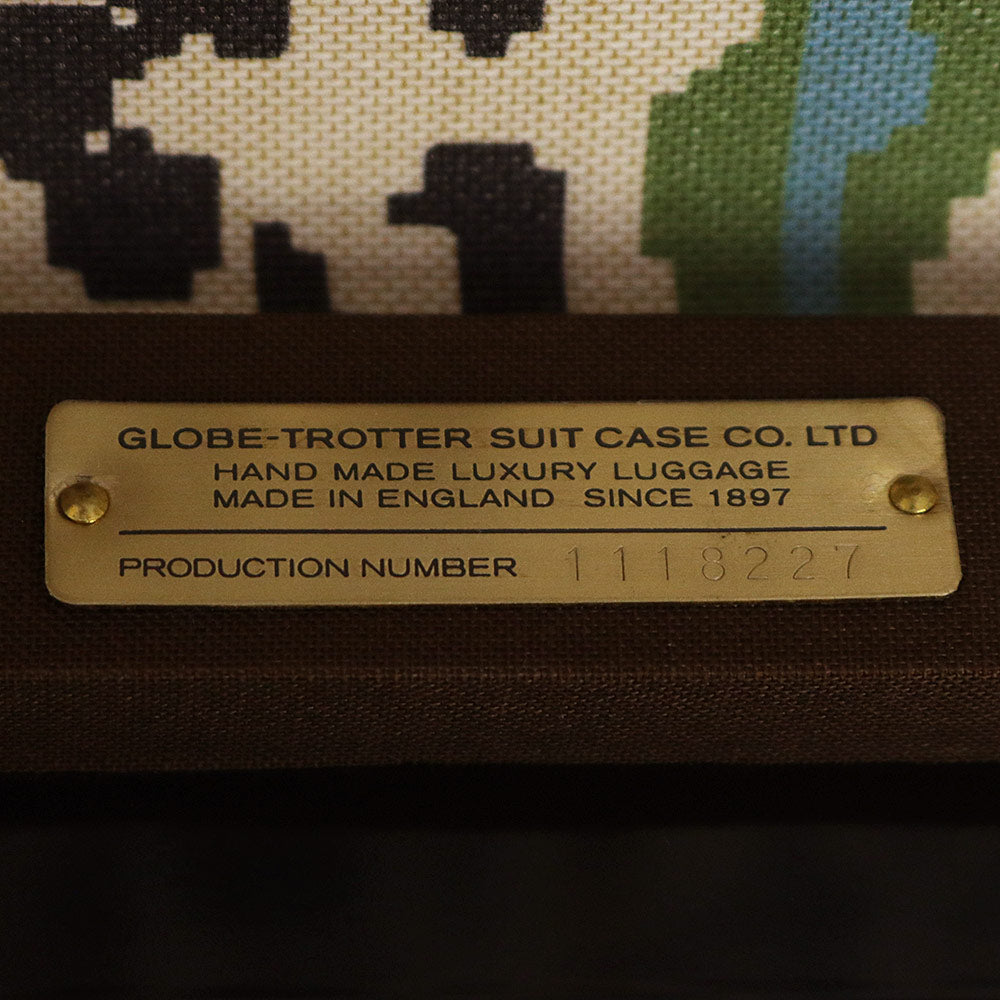 GLOBE-TROTTER SUIT CASE CO. LTD
HAND MADE LUXURY LUGGAGE
MADE IN ENGLAND SINCE 1897
PRODUCTION NUMBER 1118227